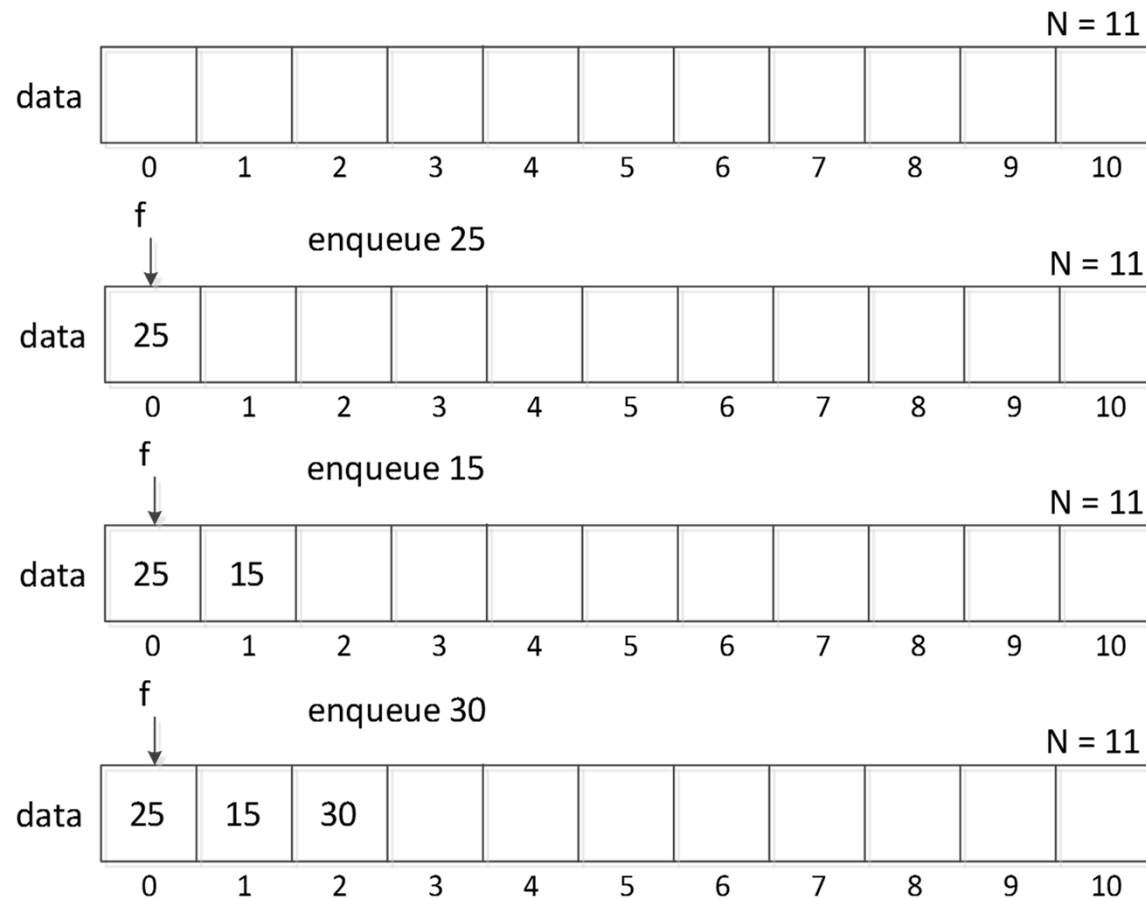 N = 11
data
0 1 2 3 4 5 6 7 8 9 10
f
enqueue 25
N = 11
data 25
0 1 2 3 4 5 6 7 8 9 10
f
enqueue 15
N = 11
data 25 15
0 1 2 3 4 5 6 7 8 9 10
f
enqueue 30
N = 11
data 25 15 30
0 1 2 3 4 5 6 7 8 9 10